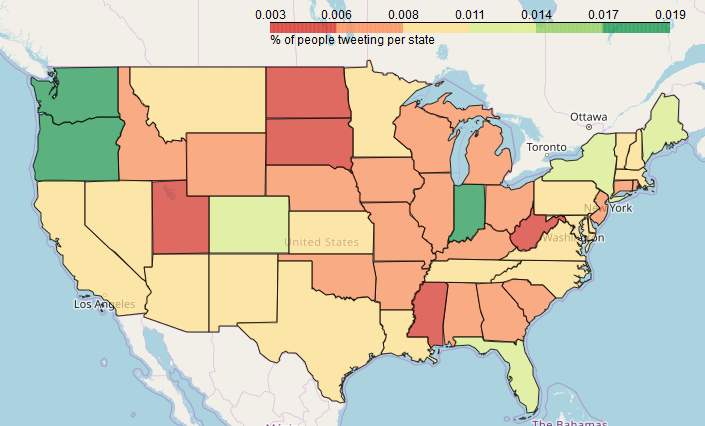 0.003 0.006 0.008 0.011 0.014 0.017 0.019
% of people tweeting per state
Ottawa
Toronto
New York
United States
Washington
Los Angeles
The Bahamas